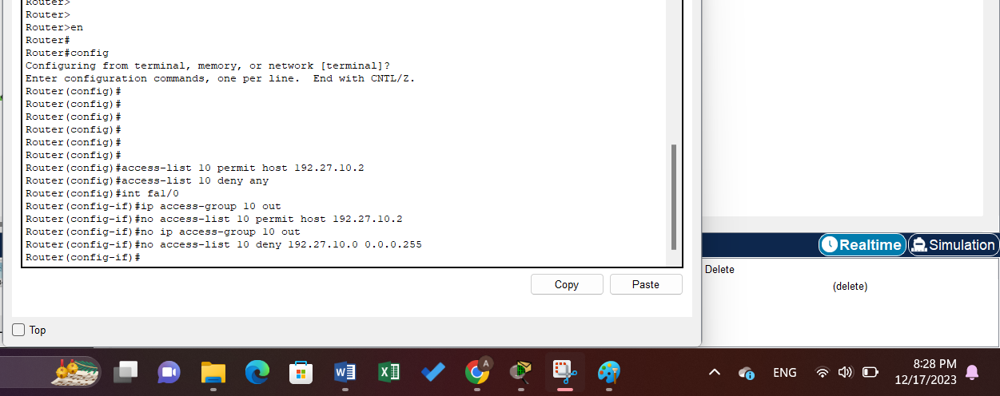 Router>
Router>
Router>en
Router#
Router#config
Configuring from terminal, memory, or network [terminal]?
Enter configuration commands, one per line.  End with CNTL/Z.
Router(config)#
Router(config)#
Router(config)#
Router(config)#
Router(config)#
Router(config)#
Router(config)#access-list 10 permit host 192.27.10.2
Router(config)#access-list 10 deny any
Router(config)#int fa1/0
Router(config-if)#ip access-group 10 out
Router(config-if)#no access-list 10 permit host 192.27.10.2
Router(config-if)#no ip access-group 10 out
Router(config-if)#no access-list 10 deny 192.27.10.0 0.0.0.255
Router(config-if)#
Copy
Paste
Top
Realtime
Simulation
Delete
(delete)
ENG
8:28 PM
12/17/2023